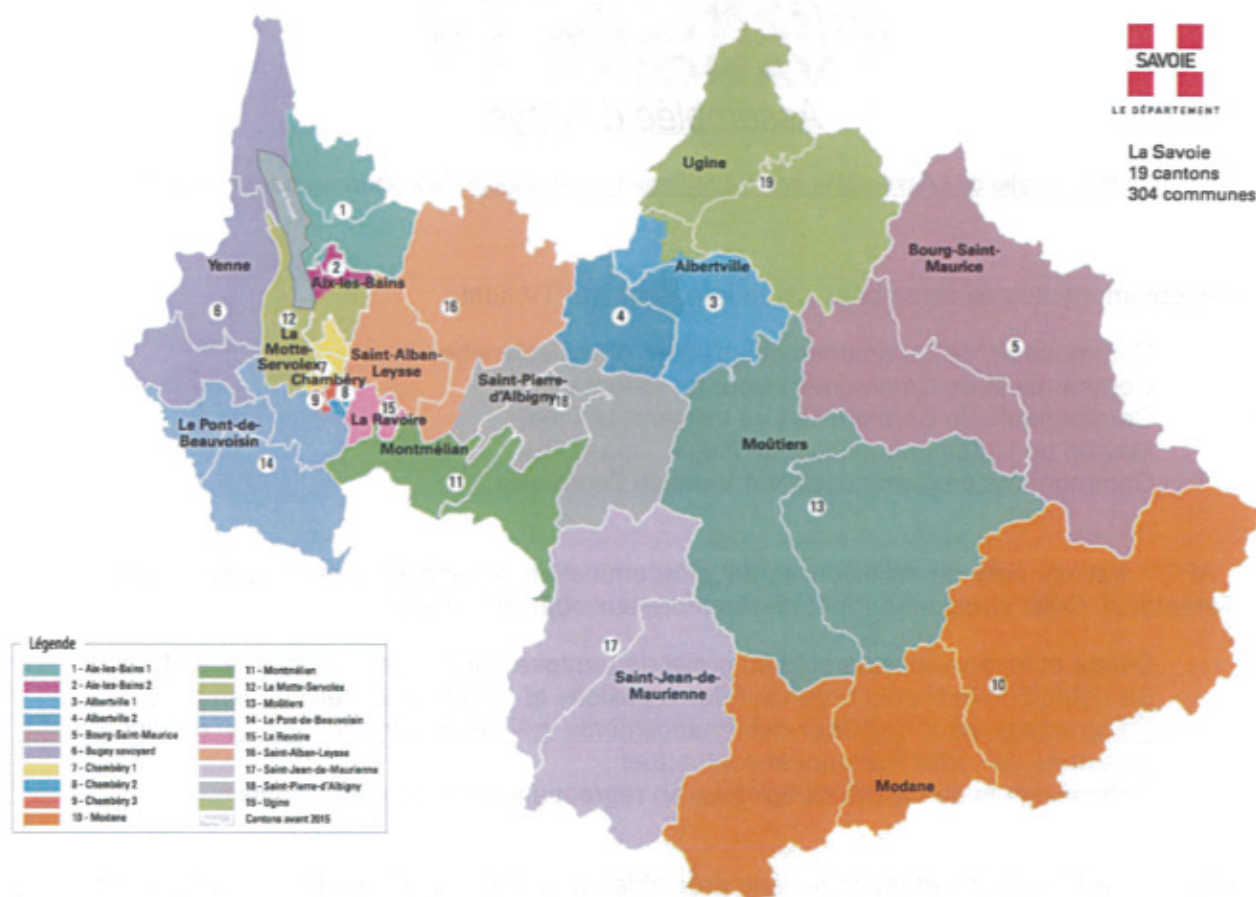 SAVOIE
LE DÉPARTEMENT
La Savoie
19 cantons
304 communes
Ugine
19
1
Bourg-Saint-
Maurice
Yenne
2
Aix-les-Bains
Albertville
6
16
4
3
12
La
Motte-
Servolex
7
Saint-Alban-
Leysse
5
Chambéry
8
9
Saint-Pierre-
d'Albigny
18
15
La Ravoire
Le Pont-de-
Beauvoisin
Montmélian
Moûtiers
14
11
13
17
Saint-Jean-de-
Maurienne
10
Modane
Légende
1 - Aix-les-Bains 1
2 - Aix-les-Bains 2
3 - Albertville 1
4 - Albertville 2
5 - Bourg-Saint-Maurice
6 - Bugey savoyard
7 - Chambéry 1
8 - Chambéry 2
9 - Chambéry 3
10 - Modane
11 - Montmélian
12 - La Motte-Servolex
13 - Moûtiers
14 - Le Pont-de-Beauvoisin
15 - La Ravoire
16 - Saint-Alban-Leysse
17 - Saint-Jean-de-Maurienne
18 - Saint-Pierre-d'Albigny
19 - Ugine
Cantons avant 2015